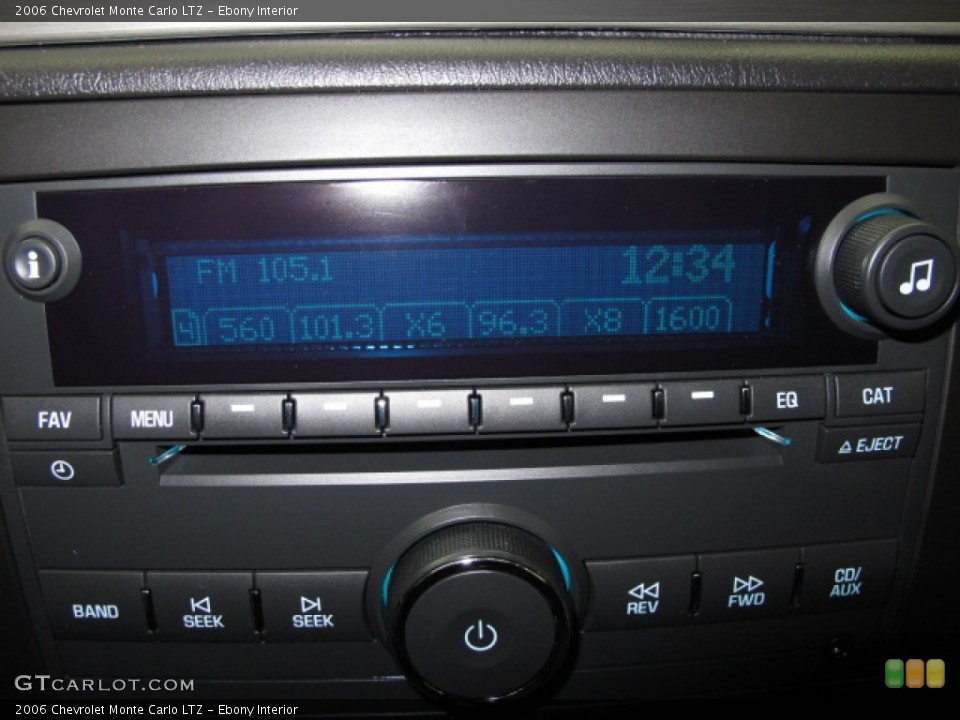 2006 Chevrolet Monte Carlo LTZ - Ebony Interior
i
FM 105.1 12:34
4 560 101.3 X6 96.3 X8 1600
FAV MENU EQ CAT
EJECT
BAND SEEK SEEK REV FWD CD/AUX
GTCARLOT.COM
2006 Chevrolet Monte Carlo LTZ - Ebony Interior